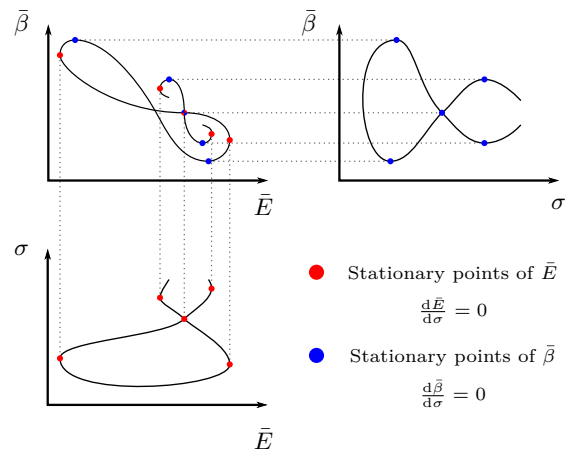 β̄
β̄
Ē
σ
σ
Stationary points of Ē
dĒ/dσ = 0
Stationary points of β̄
dβ̄/dσ = 0
Ē